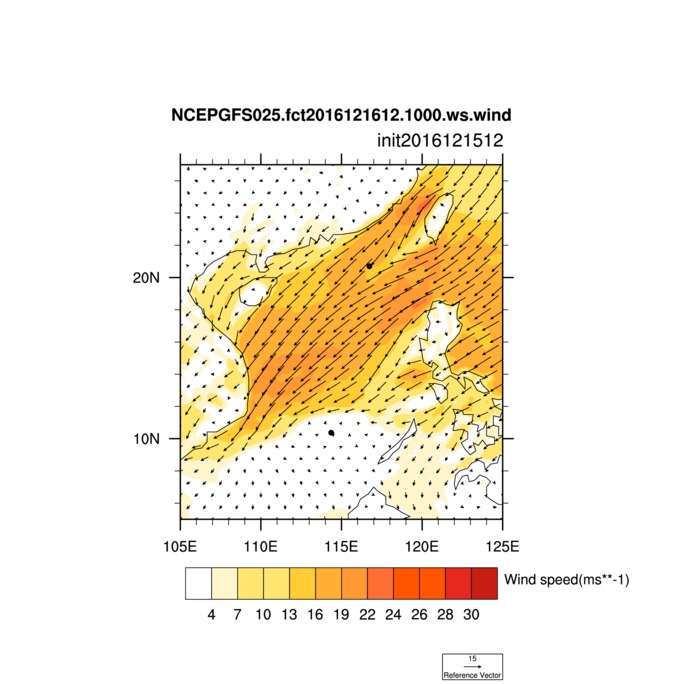 NCEPGFS025.fct2016121612.1000.ws.wind
init2016121512
20N
10N
105E 110E 115E 120E 125E
Wind speed(ms**-1)
4 7 10 13 16 19 22 24 26 28 30
15
Reference Vector